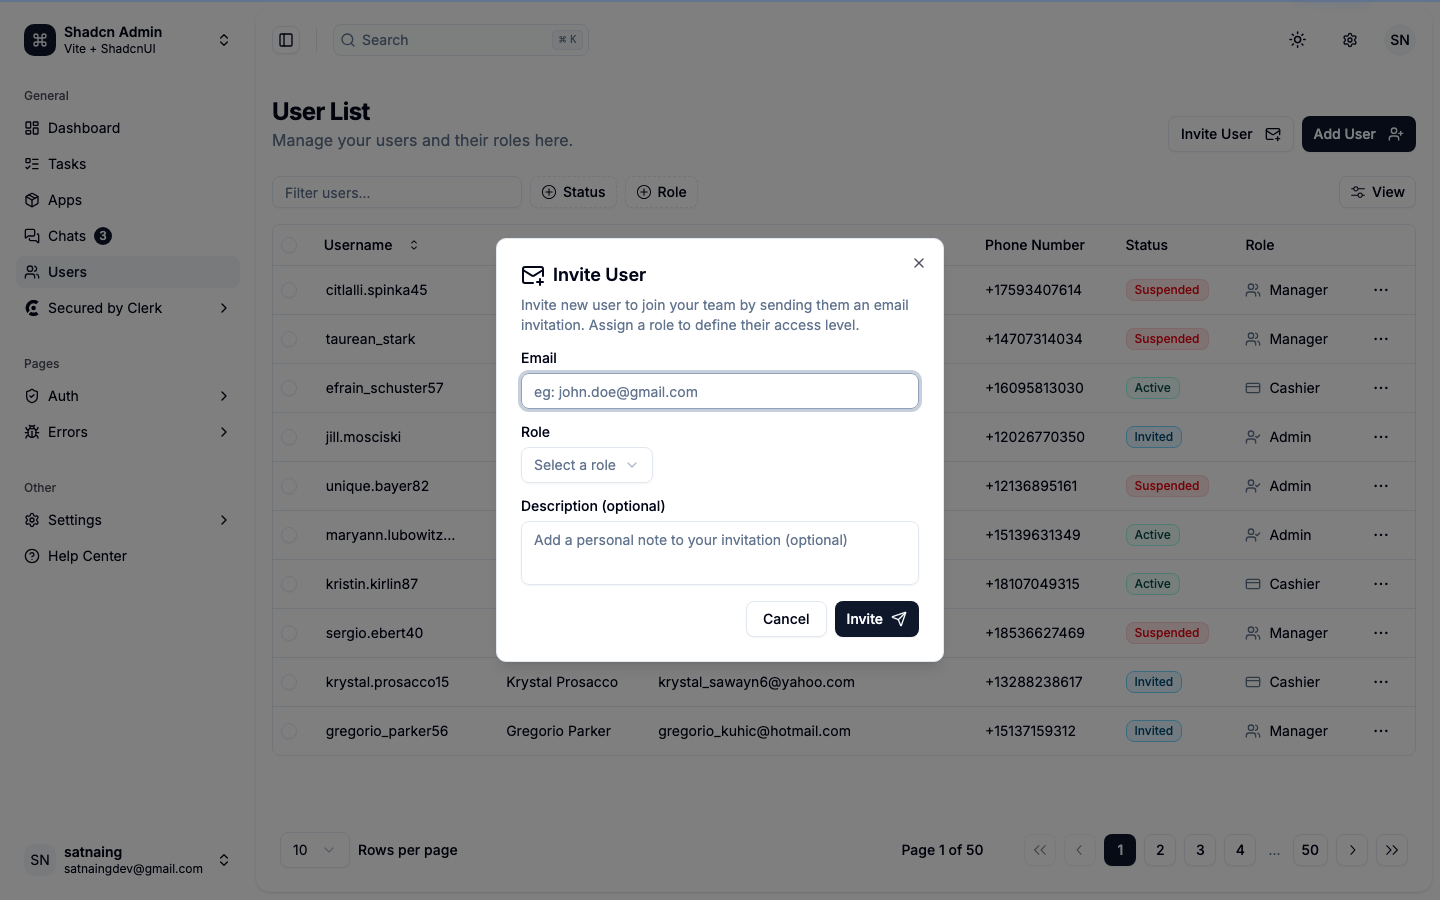 Shadcn Admin
Vite + ShadcnUI
General
Dashboard
Tasks
Apps
Chats 3
Users
Secured by Clerk
Pages
Auth
Errors
Other
Settings
Help Center
SN
satnaing
satnaingdev@gmail.com
Search ⌘ K
SN
User List
Manage your users and their roles here.
Invite User
Add User
Filter users...
Status
Role
View
Username Phone Number Status Role
citlalli.spinka45 +17593407614 Suspended Manager
taurean_stark +14707314034 Suspended Manager
efrain_schuster57 +16095813030 Active Cashier
jill.mosciski +12026770350 Invited Admin
unique.bayer82 +12136895161 Suspended Admin
maryann.lubowitz... +15139631349 Active Admin
kristin.kirlin87 +18107049315 Active Cashier
sergio.ebert40 +18536627469 Suspended Manager
krystal.prosacco15 Krystal Prosacco krystal_sawayn6@yahoo.com +13288238617 Invited Cashier
gregorio_parker56 Gregorio Parker gregorio_kuhic@hotmail.com +15137159312 Invited Manager
10 Rows per page
Page 1 of 50
1 2 3 4 ... 50
Invite User
Invite new user to join your team by sending them an email
invitation. Assign a role to define their access level.
Email
eg: john.doe@gmail.com
Role
Select a role
Description (optional)
Add a personal note to your invitation (optional)
Cancel
Invite